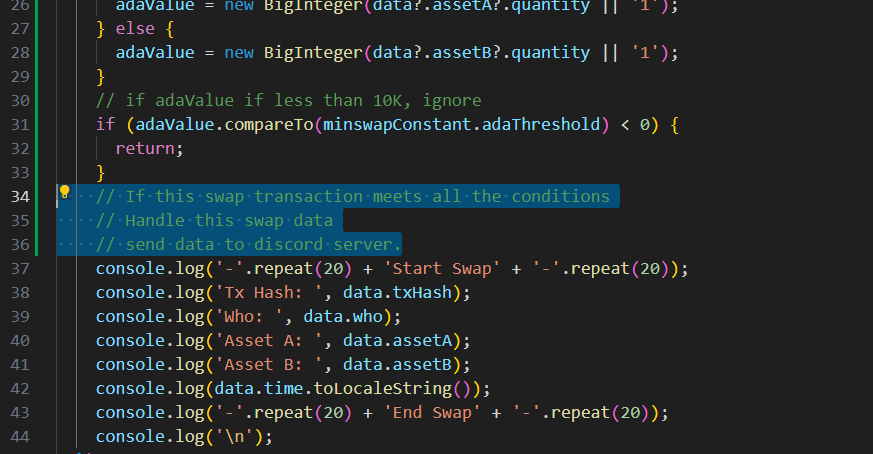 26 adaValue = new BigInteger(data?.assetA?.quantity || '1');
27 } else {
28 adaValue = new BigInteger(data?.assetB?.quantity || '1');
29 }
30 // if adaValue if less than 10K, ignore
31 if (adaValue.compareTo(minswapConstant.adaThreshold) < 0) {
32 return;
33 }
34 // If this swap transaction meets all the conditions
35 // Handle this swap data
36 // send data to discord server.
37 console.log('-'.repeat(20) + 'Start Swap' + '-'.repeat(20));
38 console.log('Tx Hash: ', data.txHash);
39 console.log('Who: ', data.who);
40 console.log('Asset A: ', data.assetA);
41 console.log('Asset B: ', data.assetB);
42 console.log(data.time.toLocaleString());
43 console.log('-'.repeat(20) + 'End Swap' + '-'.repeat(20));
44 console.log('\n');